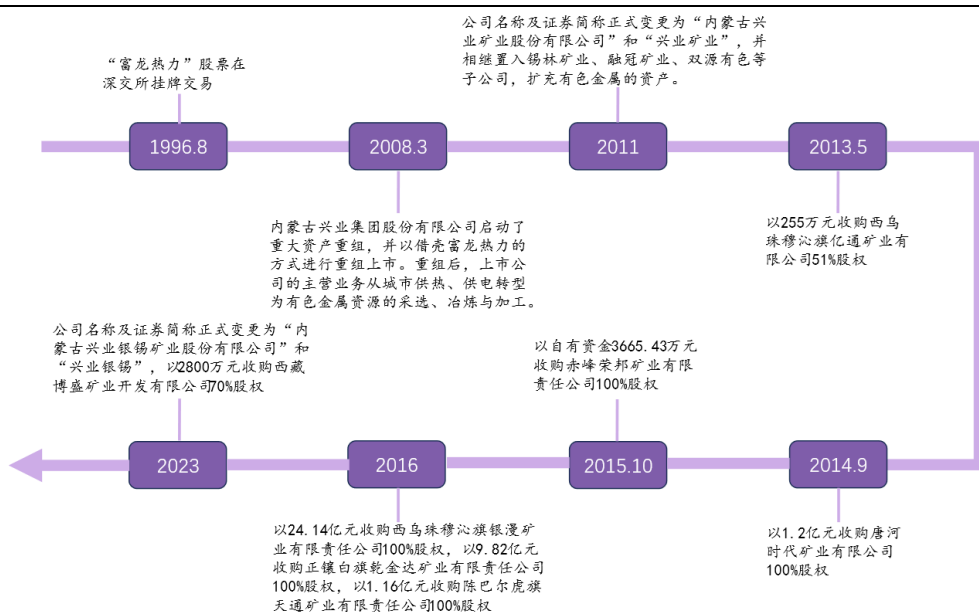 “富龙热力”股票在
深交所挂牌交易
1996.8
2008.3
内蒙古兴业集团股份有限公司启动了
重大资产重组，并以借壳富龙热力的
方式进行重组上市。重组后，上市公
司的主营业务从城市供热、供电转型
为有色金属资源的采选、冶炼与加工。
公司名称及证券简称正式变更为“内蒙古兴
业矿业股份有限公司”和“兴业矿业”，并
相继置入锡林矿业、融冠矿业、双源有色等
子公司，扩充有色金属的资产。
2011
2013.5
以255万元收购西乌
珠穆沁旗亿通矿业有
限公司51%股权
2014.9
以1.2亿元收购唐河
时代矿业有限公司
100%股权
以自有资金3665.43万元
收购赤峰荣邦矿业有限
责任公司100%股权
2015.10
2016
以24.14亿元收购西乌珠穆沁旗银漫矿
业有限责任公司100%股权，以9.82亿元
收购正镶白旗乾金达矿业有限责任公司
100%股权，以1.16亿元收购陈巴尔虎旗
天通矿业有限责任公司100%股权
公司名称及证券简称正式变更为“内
蒙古兴业银锡矿业股份有限公司”和
“兴业银锡”，以2800万元收购西藏
博盛矿业开发有限公司70%股权
2023